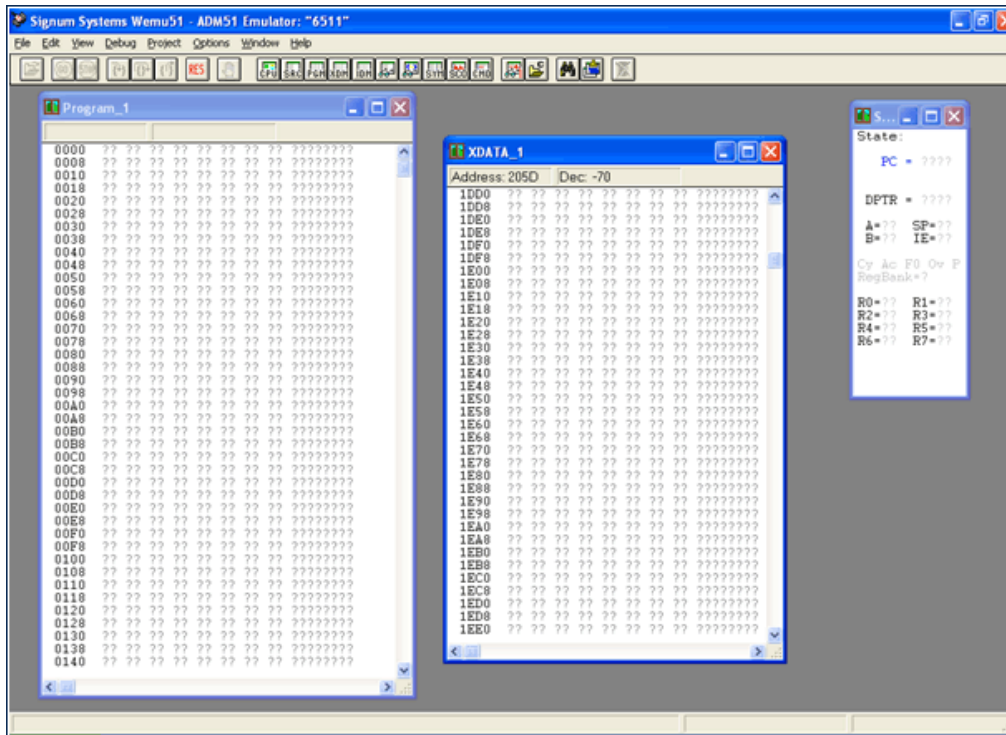 Signum Systems Wemu51 - ADM51 Emulator: "6511"
File Edit View Debug Project Options Window Help
GO RES CPU SRC PGM XDM IDM SYM SCO CMD
Program_1
0000 ?? ?? ?? ?? ?? ?? ?? ?? ????????
0008 ?? ?? ?? ?? ?? ?? ?? ?? ????????
0010 ?? ?? ?? ?? ?? ?? ?? ?? ????????
0018 ?? ?? ?? ?? ?? ?? ?? ?? ????????
0020 ?? ?? ?? ?? ?? ?? ?? ?? ????????
0028 ?? ?? ?? ?? ?? ?? ?? ?? ????????
0030 ?? ?? ?? ?? ?? ?? ?? ?? ????????
0038 ?? ?? ?? ?? ?? ?? ?? ?? ????????
0040 ?? ?? ?? ?? ?? ?? ?? ?? ????????
0048 ?? ?? ?? ?? ?? ?? ?? ?? ????????
0050 ?? ?? ?? ?? ?? ?? ?? ?? ????????
0058 ?? ?? ?? ?? ?? ?? ?? ?? ????????
0060 ?? ?? ?? ?? ?? ?? ?? ?? ????????
0068 ?? ?? ?? ?? ?? ?? ?? ?? ????????
0070 ?? ?? ?? ?? ?? ?? ?? ?? ????????
0078 ?? ?? ?? ?? ?? ?? ?? ?? ????????
0080 ?? ?? ?? ?? ?? ?? ?? ?? ????????
0088 ?? ?? ?? ?? ?? ?? ?? ?? ????????
0090 ?? ?? ?? ?? ?? ?? ?? ?? ????????
0098 ?? ?? ?? ?? ?? ?? ?? ?? ????????
00A0 ?? ?? ?? ?? ?? ?? ?? ?? ????????
00A8 ?? ?? ?? ?? ?? ?? ?? ?? ????????
00B0 ?? ?? ?? ?? ?? ?? ?? ?? ????????
00B8 ?? ?? ?? ?? ?? ?? ?? ?? ????????
00C0 ?? ?? ?? ?? ?? ?? ?? ?? ????????
00C8 ?? ?? ?? ?? ?? ?? ?? ?? ????????
00D0 ?? ?? ?? ?? ?? ?? ?? ?? ????????
00D8 ?? ?? ?? ?? ?? ?? ?? ?? ????????
00E0 ?? ?? ?? ?? ?? ?? ?? ?? ????????
00E8 ?? ?? ?? ?? ?? ?? ?? ?? ????????
00F0 ?? ?? ?? ?? ?? ?? ?? ?? ????????
00F8 ?? ?? ?? ?? ?? ?? ?? ?? ????????
0100 ?? ?? ?? ?? ?? ?? ?? ?? ????????
0108 ?? ?? ?? ?? ?? ?? ?? ?? ????????
0110 ?? ?? ?? ?? ?? ?? ?? ?? ????????
0118 ?? ?? ?? ?? ?? ?? ?? ?? ????????
0120 ?? ?? ?? ?? ?? ?? ?? ?? ????????
0128 ?? ?? ?? ?? ?? ?? ?? ?? ????????
0130 ?? ?? ?? ?? ?? ?? ?? ?? ????????
0138 ?? ?? ?? ?? ?? ?? ?? ?? ????????
0140 ?? ?? ?? ?? ?? ?? ?? ?? ????????
XDATA_1
Address: 205D Dec: -70
1DD0 ?? ?? ?? ?? ?? ?? ?? ?? ????????
1DD8 ?? ?? ?? ?? ?? ?? ?? ?? ????????
1DE0 ?? ?? ?? ?? ?? ?? ?? ?? ????????
1DE8 ?? ?? ?? ?? ?? ?? ?? ?? ????????
1DF0 ?? ?? ?? ?? ?? ?? ?? ?? ????????
1DF8 ?? ?? ?? ?? ?? ?? ?? ?? ????????
1E00 ?? ?? ?? ?? ?? ?? ?? ?? ????????
1E08 ?? ?? ?? ?? ?? ?? ?? ?? ????????
1E10 ?? ?? ?? ?? ?? ?? ?? ?? ????????
1E18 ?? ?? ?? ?? ?? ?? ?? ?? ????????
1E20 ?? ?? ?? ?? ?? ?? ?? ?? ????????
1E28 ?? ?? ?? ?? ?? ?? ?? ?? ????????
1E30 ?? ?? ?? ?? ?? ?? ?? ?? ????????
1E38 ?? ?? ?? ?? ?? ?? ?? ?? ????????
1E40 ?? ?? ?? ?? ?? ?? ?? ?? ????????
1E48 ?? ?? ?? ?? ?? ?? ?? ?? ????????
1E50 ?? ?? ?? ?? ?? ?? ?? ?? ????????
1E58 ?? ?? ?? ?? ?? ?? ?? ?? ????????
1E60 ?? ?? ?? ?? ?? ?? ?? ?? ????????
1E68 ?? ?? ?? ?? ?? ?? ?? ?? ????????
1E70 ?? ?? ?? ?? ?? ?? ?? ?? ????????
1E78 ?? ?? ?? ?? ?? ?? ?? ?? ????????
1E80 ?? ?? ?? ?? ?? ?? ?? ?? ????????
1E88 ?? ?? ?? ?? ?? ?? ?? ?? ????????
1E90 ?? ?? ?? ?? ?? ?? ?? ?? ????????
1E98 ?? ?? ?? ?? ?? ?? ?? ?? ????????
1EA0 ?? ?? ?? ?? ?? ?? ?? ?? ????????
1EA8 ?? ?? ?? ?? ?? ?? ?? ?? ????????
1EB0 ?? ?? ?? ?? ?? ?? ?? ?? ????????
1EB8 ?? ?? ?? ?? ?? ?? ?? ?? ????????
1EC0 ?? ?? ?? ?? ?? ?? ?? ?? ????????
1EC8 ?? ?? ?? ?? ?? ?? ?? ?? ????????
1ED0 ?? ?? ?? ?? ?? ?? ?? ?? ????????
1ED8 ?? ?? ?? ?? ?? ?? ?? ?? ????????
1EE0 ?? ?? ?? ?? ?? ?? ?? ?? ????????
S...
State:
PC = ????
DPTR = ????
A=?? SP=??
B=?? IE=??
Cy Ac F0 Ov P
RegBank=?
R0=?? R1=??
R2=?? R3=??
R4=?? R5=??
R6=?? R7=??